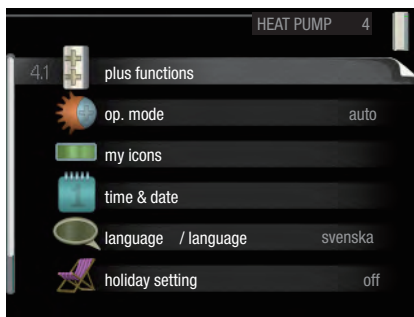 HEAT PUMP 4
4.1 plus functions
op. mode auto
my icons
time & date
language / language svenska
holiday setting off